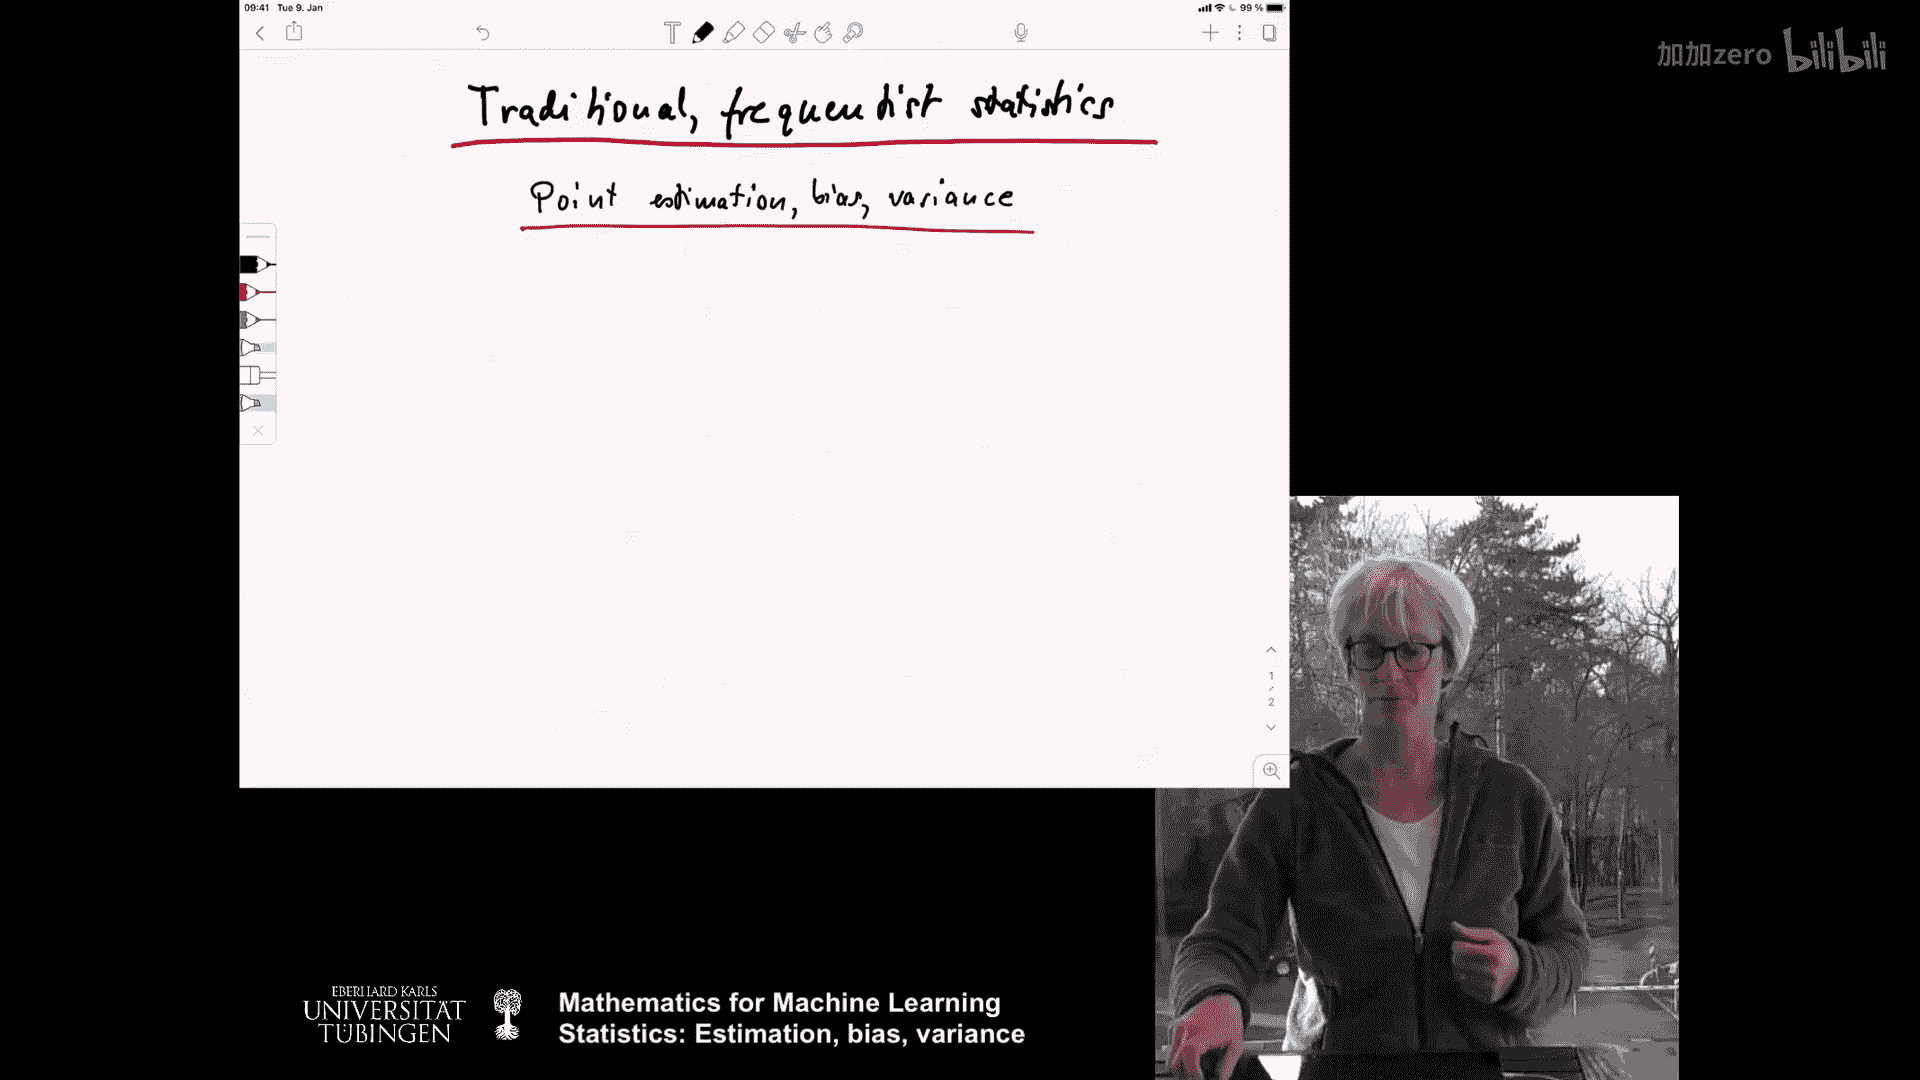 09:41 Tue 9. Jan 99 %
加加zero bilibili
Traditional, frequentist statistics
Point estimation, bias, variance
1
/
2
EBERHARD KARLS
UNIVERSITÄT
TÜBINGEN
Mathematics for Machine Learning
Statistics: Estimation, bias, variance